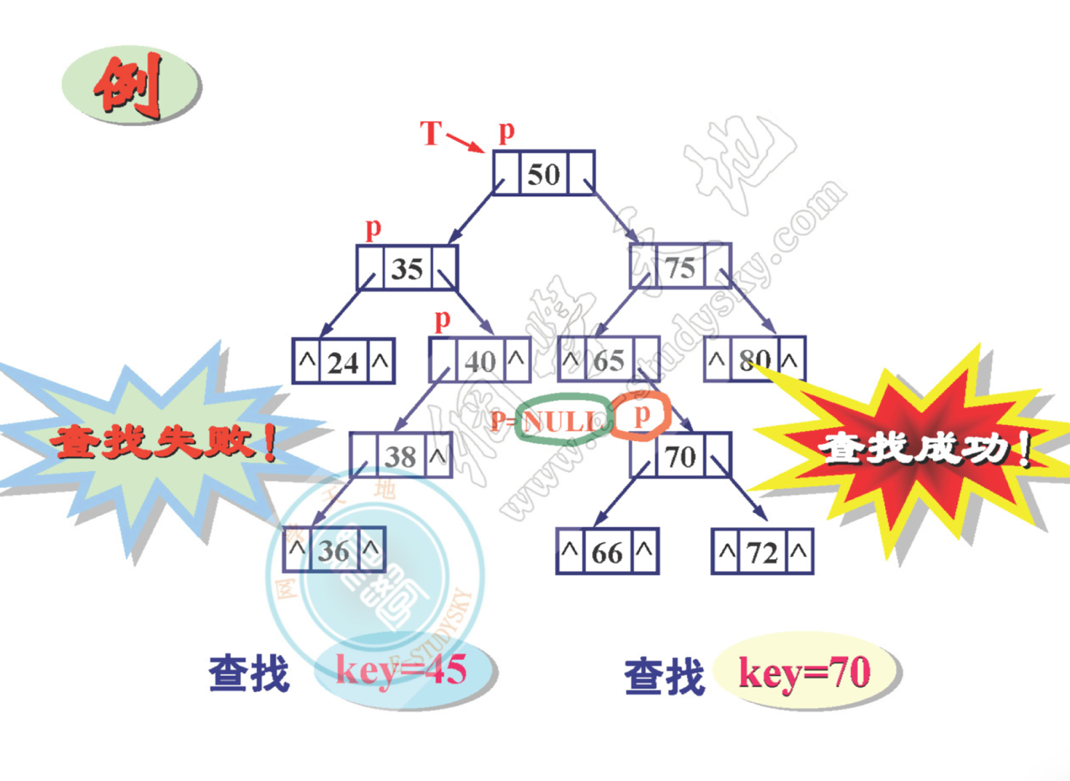 例
T p
50
p
35 75
p
^ 24 ^ 40 ^ ^ 65 ^ 80 ^
P=NULL p
查找失败! 查找成功!
38 ^ 70
^ 36 ^ ^ 66 ^ ^ 72 ^
查找 key=45 查找 key=70